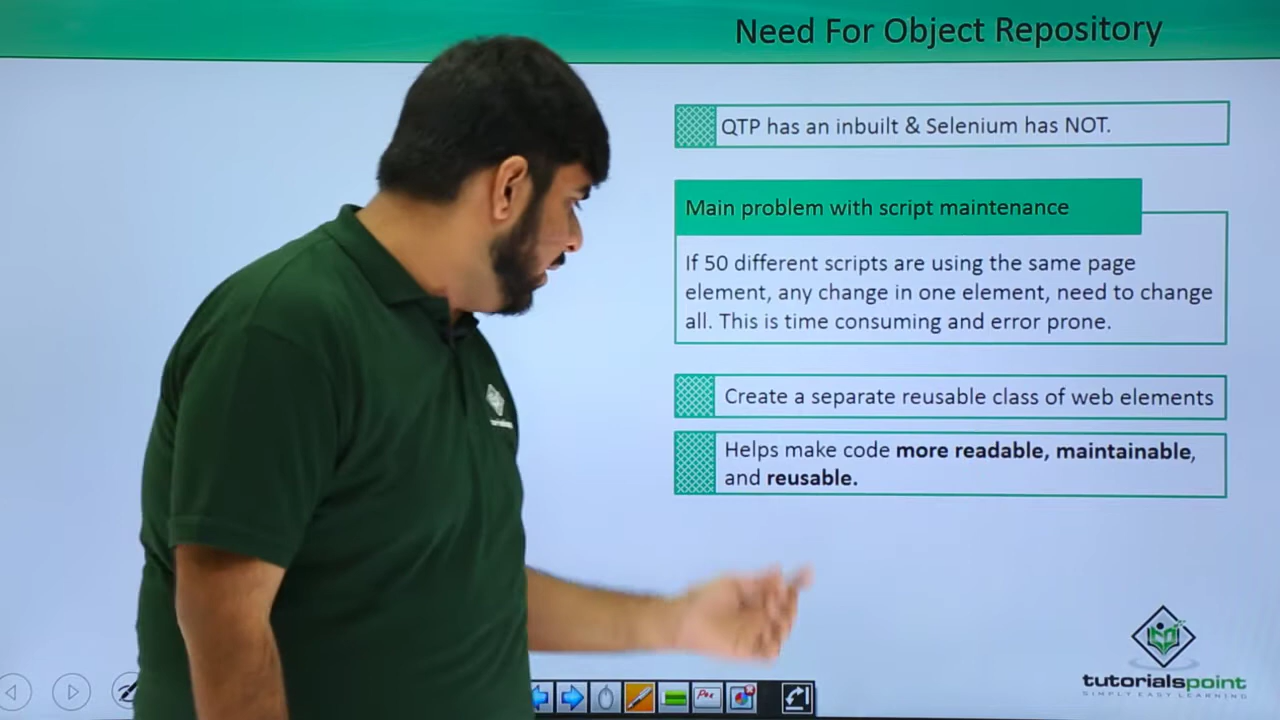 Need For Object Repository
QTP has an inbuilt & Selenium has NOT.
Main problem with script maintenance
If 50 different scripts are using the same page
element, any change in one element, need to change
all. This is time consuming and error prone.
Create a separate reusable class of web elements
Helps make code more readable, maintainable,
and reusable.
tutorialspoint
SIMPLY EASY LEARNING